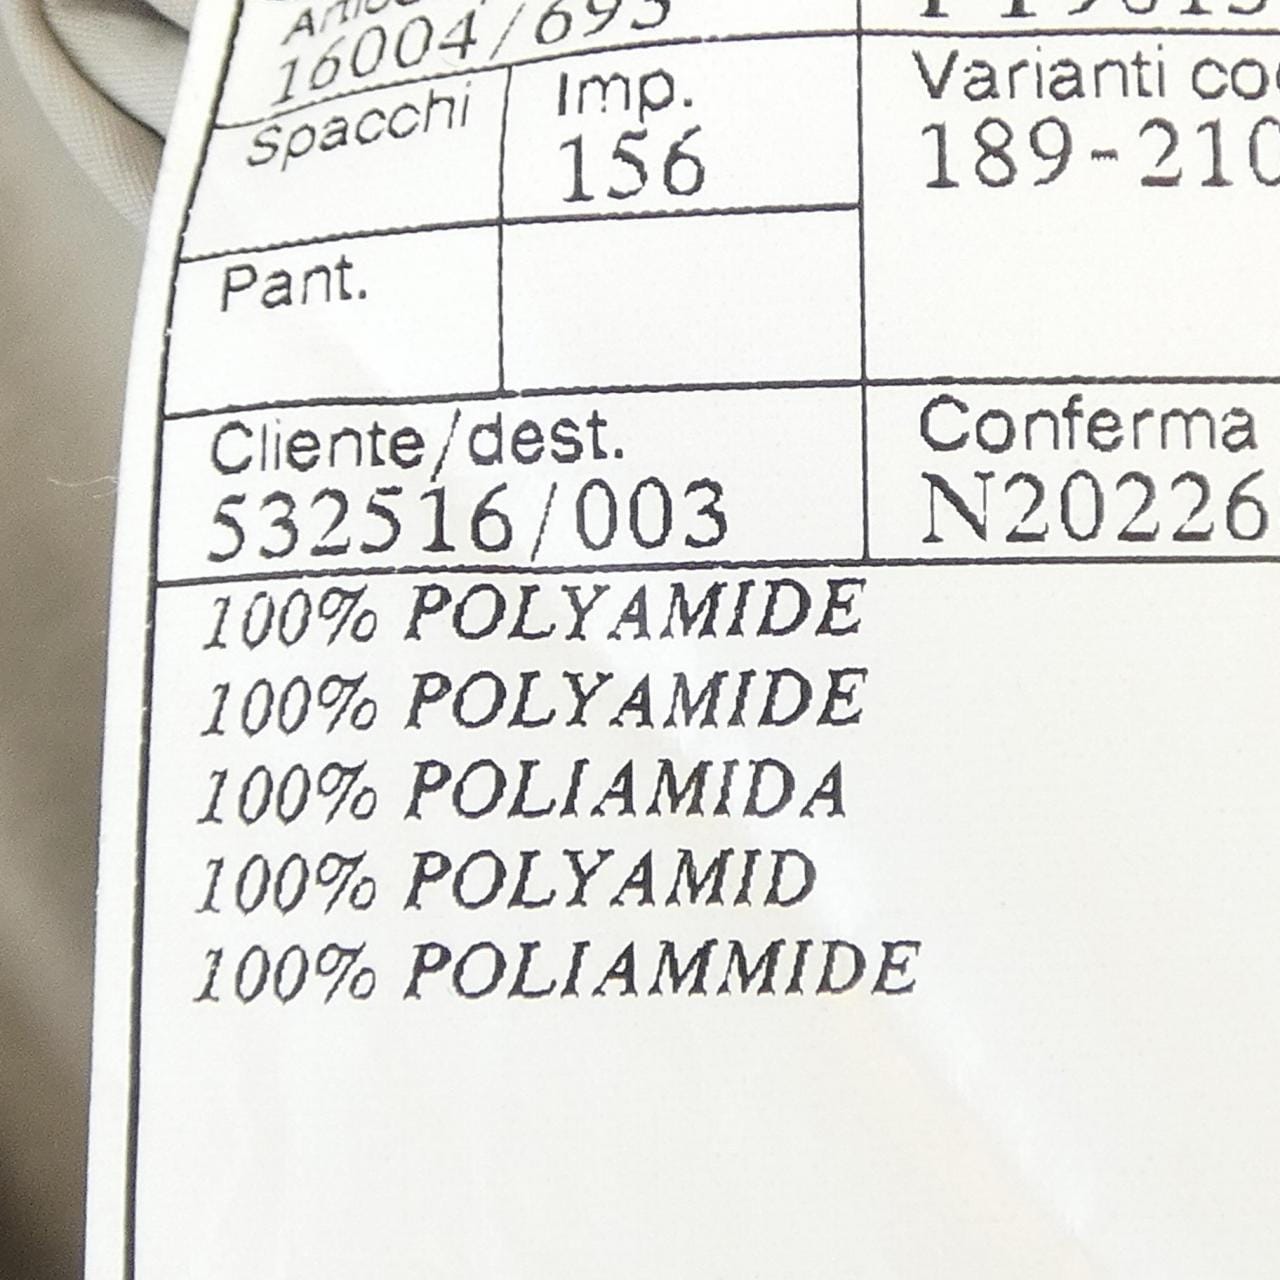 16004/693
Spacchi
Imp.
156
Varianti
189-210
Pant.
Cliente/dest.
532516/003
Conferma
N20226
100% POLYAMIDE
100% POLYAMIDE
100% POLIAMIDA
100% POLYAMID
100% POLIAMMIDE